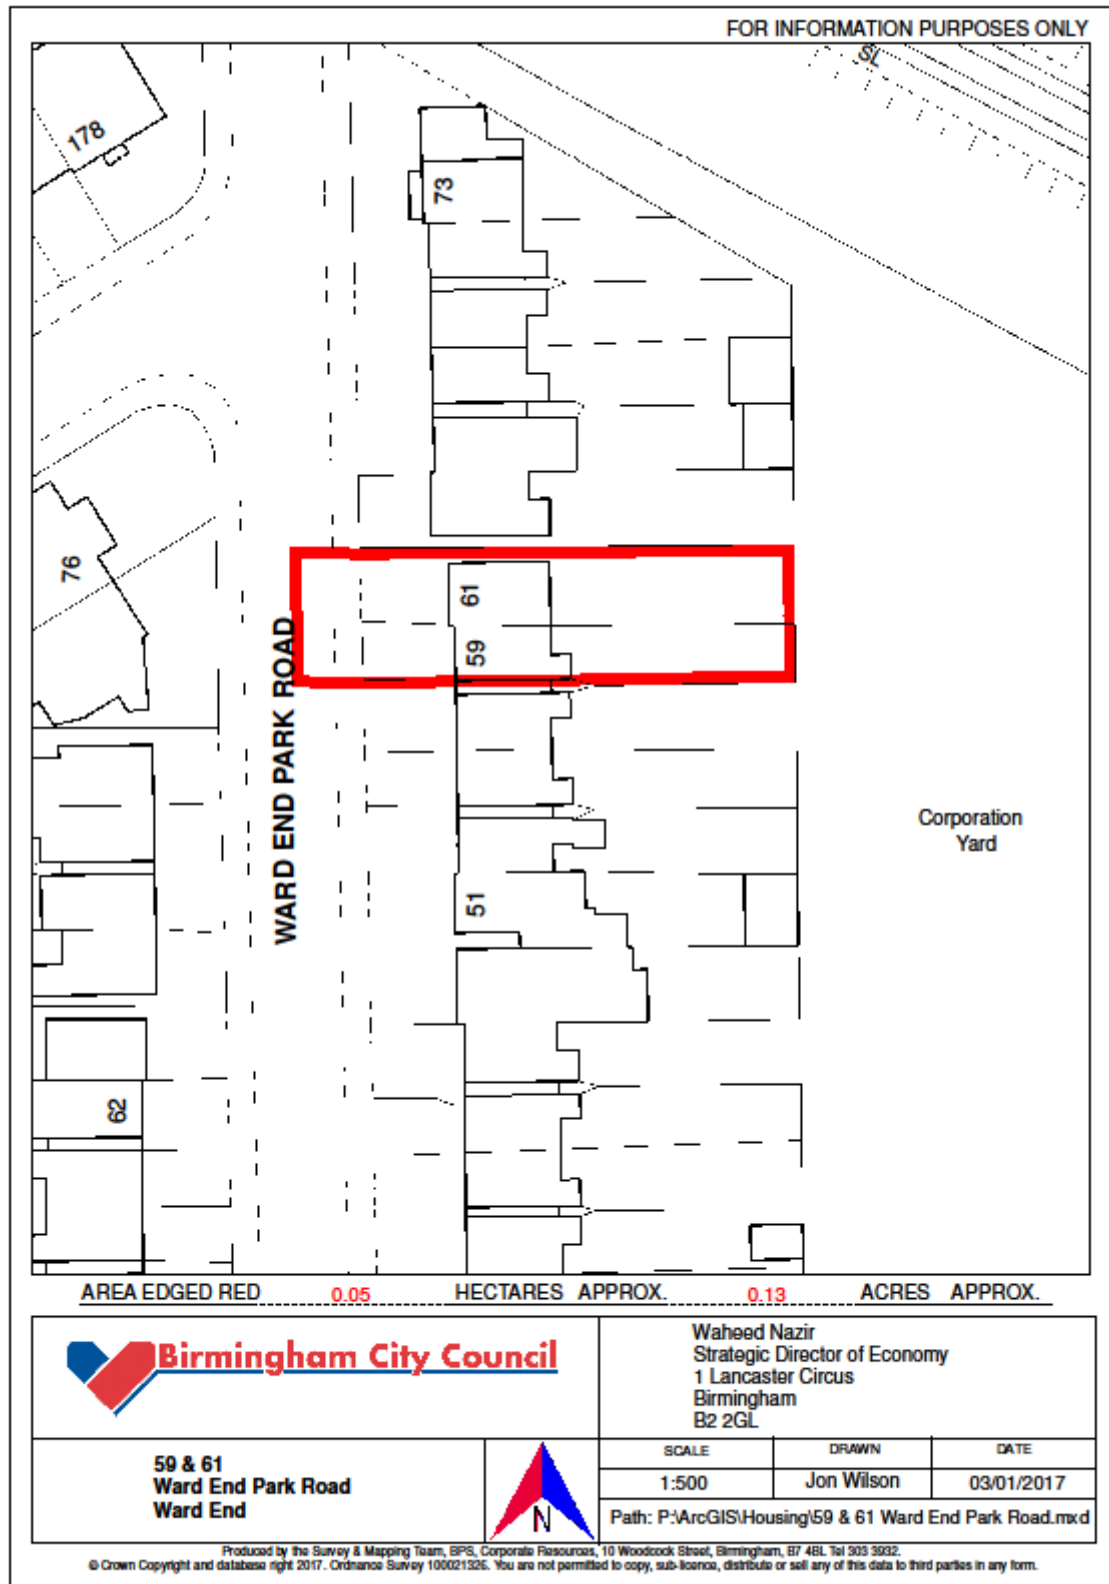 FOR INFORMATION PURPOSES ONLY
SL
178
73
76
61
59
WARD END PARK ROAD
51
Corporation
Yard
62
AREA EDGED RED 0.05 HECTARES APPROX. 0.13 ACRES APPROX.
Birmingham City Council
Waheed Nazir
Strategic Director of Economy
1 Lancaster Circus
Birmingham
B2 2GL
59 & 61
Ward End Park Road
Ward End
N
SCALE DRAWN DATE
1:500 Jon Wilson 03/01/2017
Path: P:\ArcGIS\Housing\59 & 61 Ward End Park Road.mxd
Produced by the Survey & Mapping Team, BPS, Corporate Resources, 10 Woodcock Street, Birmingham, B7 4BL Tel 303 3932.
© Crown Copyright and database right 2017. Ordnance Survey 100021326. You are not permitted to copy, sub-licence, distribute or sell any of this data to third parties in any form.